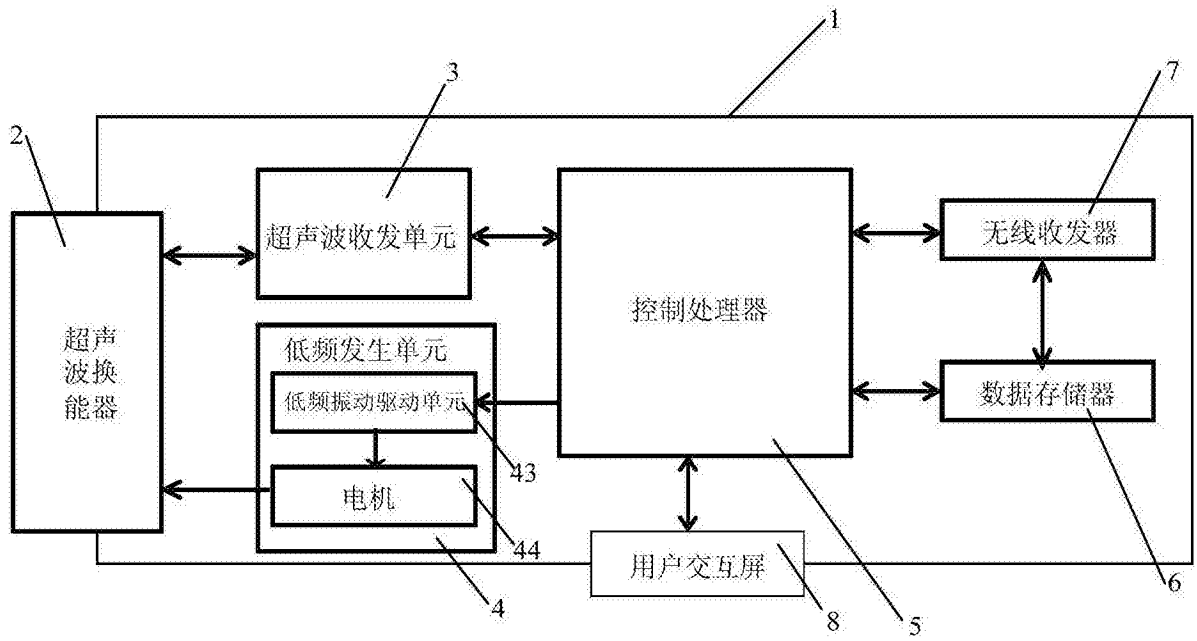 1
3
7
2
超声波收发单元
无线收发器
控制处理器
超声
波换
能器
低频发生单元
低频振动驱动单元
数据存储器
43
电机
44
用户交互屏
4
8
5
6